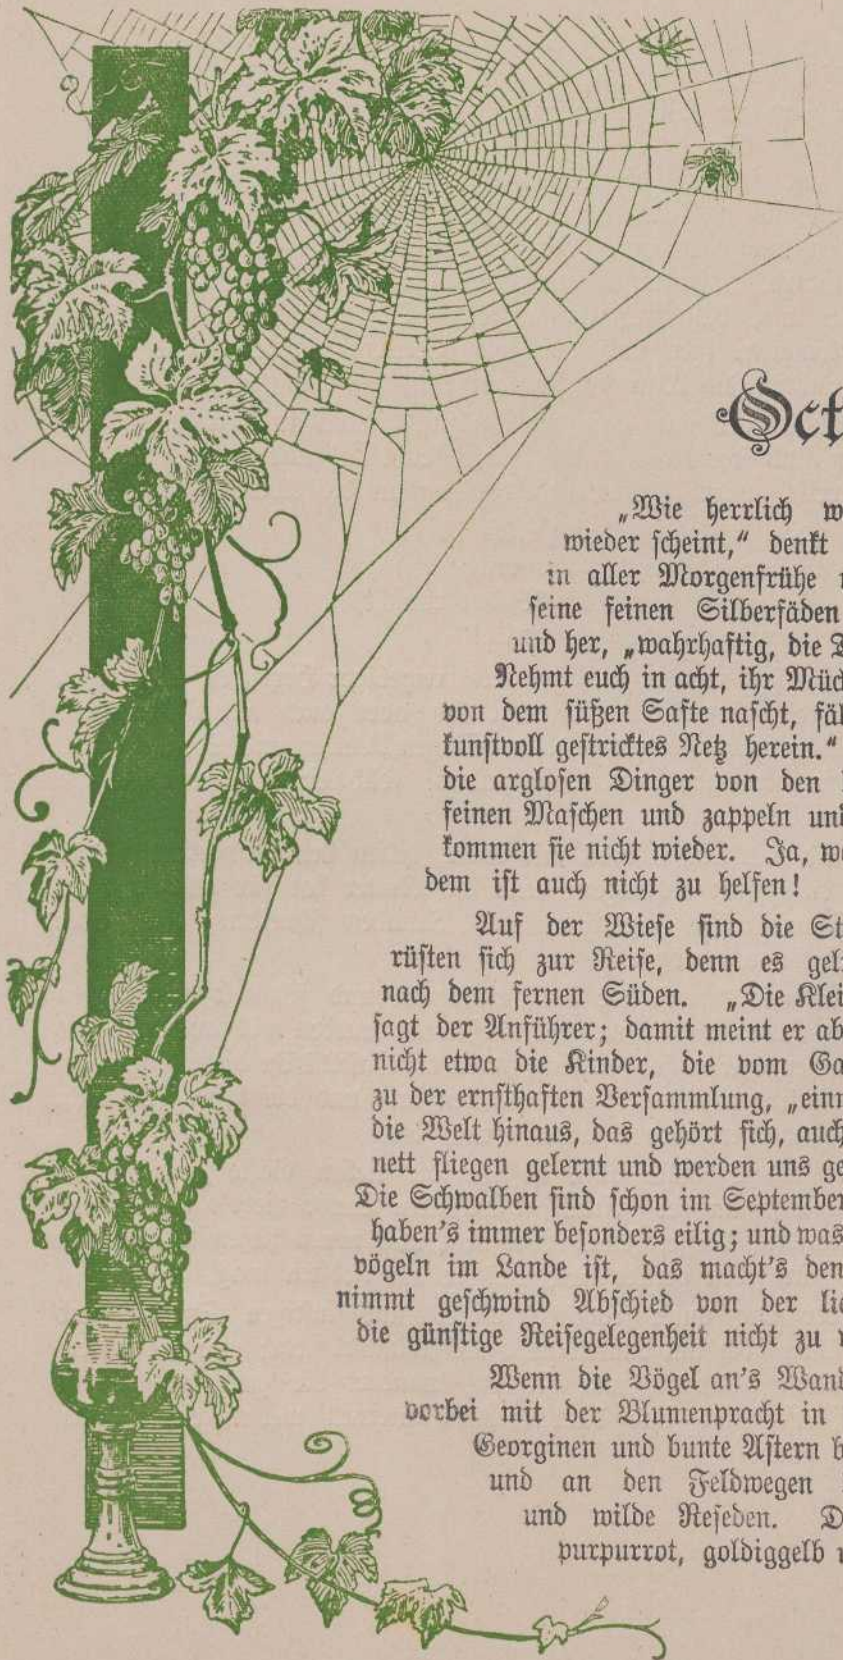 Oct
„Wie herrlich w
wieder scheint,“ denkt
in aller Morgenfrühe
seine feinen Silberfäden
und her, „wahrhaftig, die
Nehmt euch in acht, ihr Mück
von dem süßen Safte nascht, fäl
kunstvoll gestricktes Netz herein.“
die arglosen Dinger von den
feinen Maschen und zappeln und
kommen sie nicht wieder. Ja, we
dem ist auch nicht zu helfen!
Auf der Wiese sind die St
rüsten sich zur Reise, denn es gel
nach dem fernen Süden. „Die Klei
sagt der Anführer; damit meint er ab
nicht etwa die Kinder, die vom Ga
zu der ernsthaften Versammlung, „einm
die Welt hinaus, das gehört sich, auch
nett fliegen gelernt und werden uns ge
Die Schwalben sind schon im September
haben's immer besonders eilig; und was
vögeln im Lande ist, das macht's den
nimmt geschwind Abschied von der lie
die günstige Reisegelegenheit nicht zu v
Wenn die Vögel an's Wand
vorbei mit der Blumenpracht in
Georginen und bunte Astern b
und an den Feldwegen
und wilde Reseden. D
purpurrot, goldiggelb